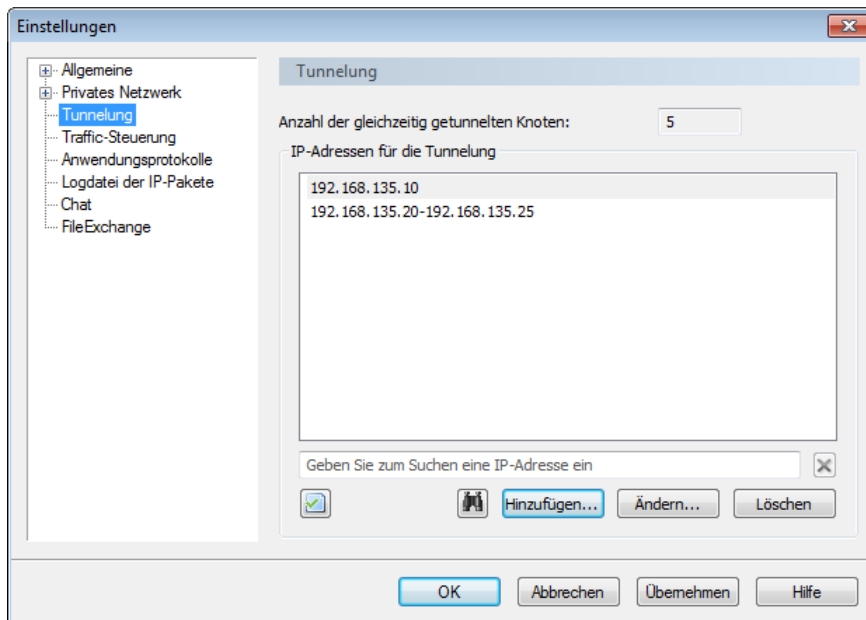 Einstellungen
Allgemeine
Privates Netzwerk
Tunnelung
Traffic-Steuerung
Anwendungsprotokolle
Logdatei der IP-Pakete
Chat
FileExchange
Tunnelung
Anzahl der gleichzeitig getunnelten Knoten: 5
IP-Adressen für die Tunnelung
192.168.135.10
192.168.135.20-192.168.135.25
Geben Sie zum Suchen eine IP-Adresse ein
Hinzufügen... Ändern... Löschen
OK Abbrechen Übernehmen Hilfe